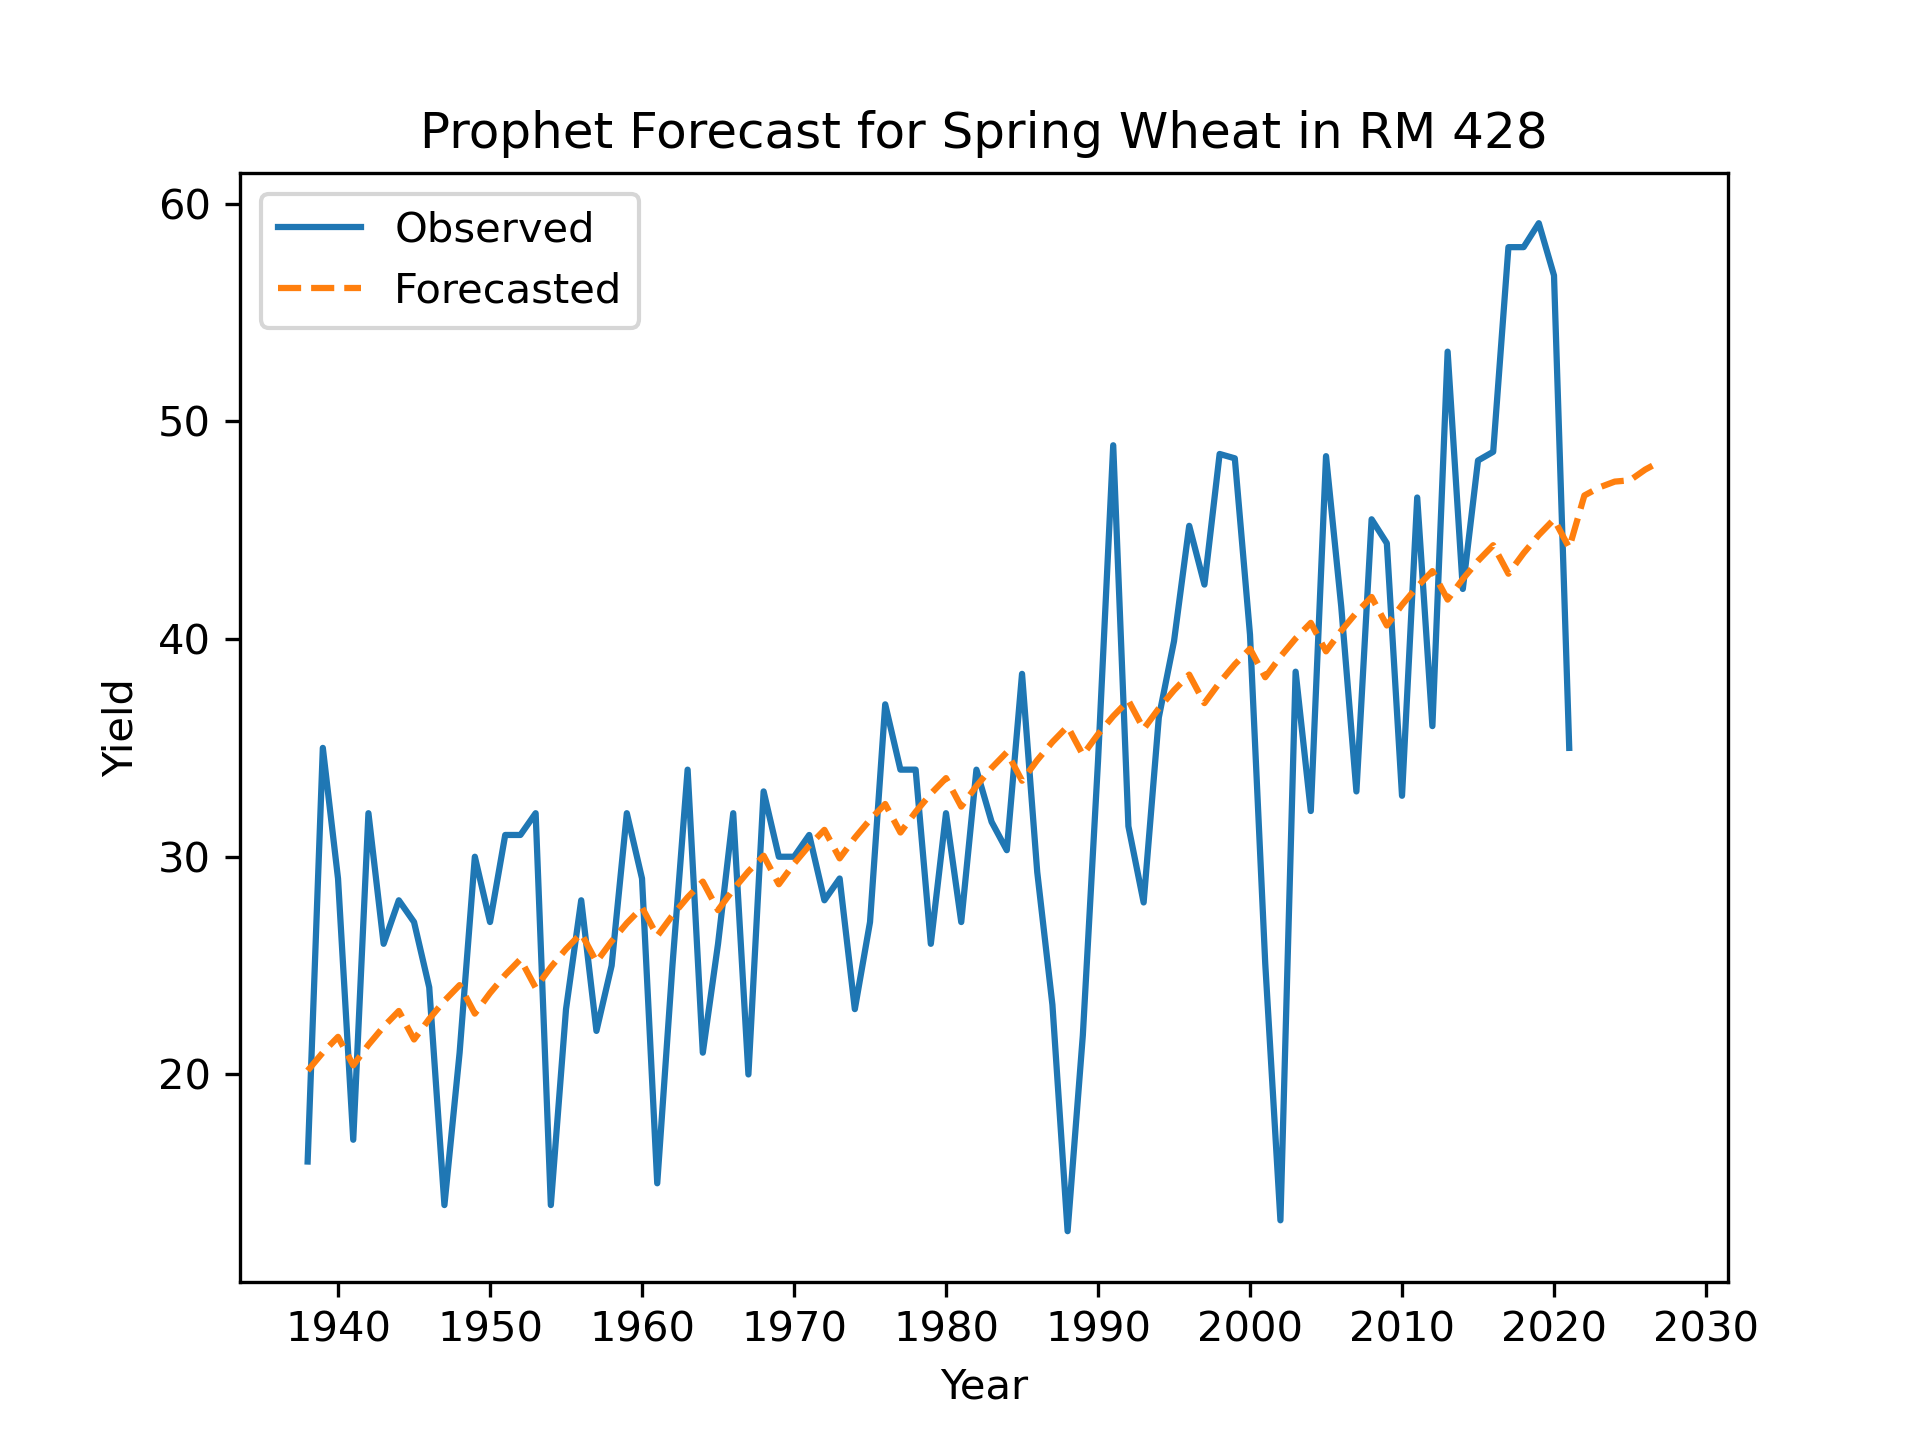 Prophet Forecast for Spring Wheat in RM 428
Observed
Forecasted
60
50
40
30
20
Yield
1940 1950 1960 1970 1980 1990 2000 2010 2020 2030
Year